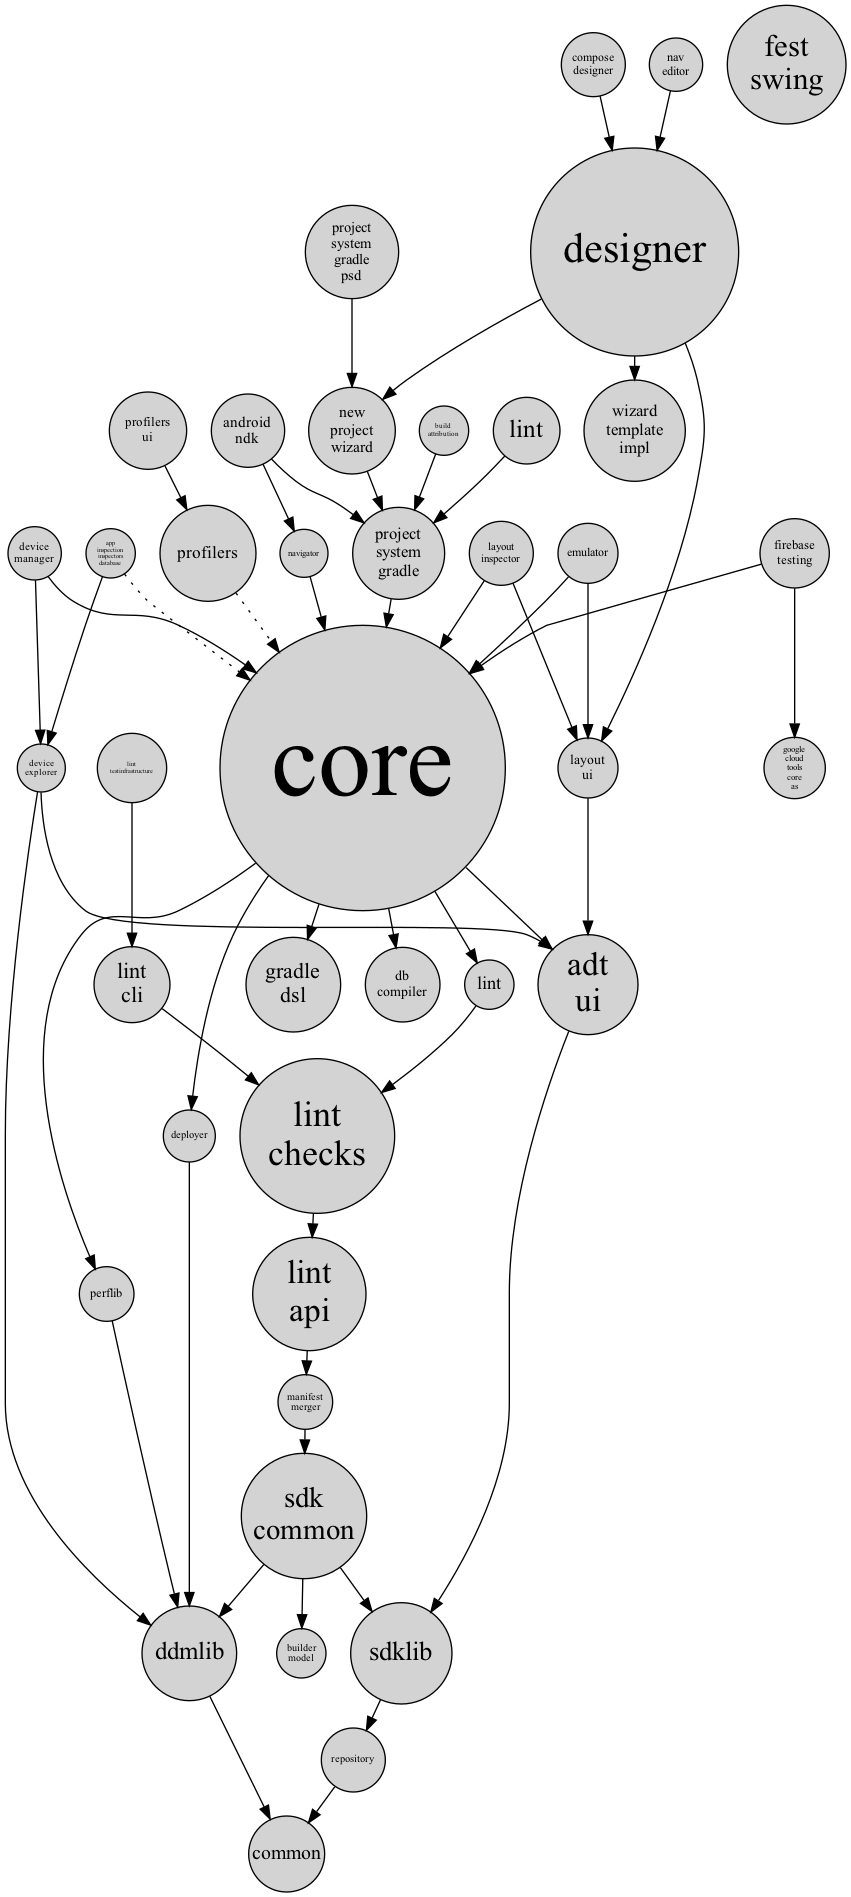 compose
designer
nav
editor
fest
swing
project
system
gradle
psd
designer
profilers
ui
android
ndk
new
project
wizard
build
attribution
lint
wizard
template
impl
device
manager
app
inspection
inspectors
database
profilers
navigator
project
system
gradle
layout
inspector
emulator
firebase
testing
device
explorer
lint
testinfrastructure
core
layout
ui
google
cloud
tools
core
as
lint
cli
gradle
dsl
db
compiler
lint
adt
ui
deployer
lint
checks
perflib
lint
api
manifest
merger
sdk
common
ddmlib
builder
model
sdklib
repository
common